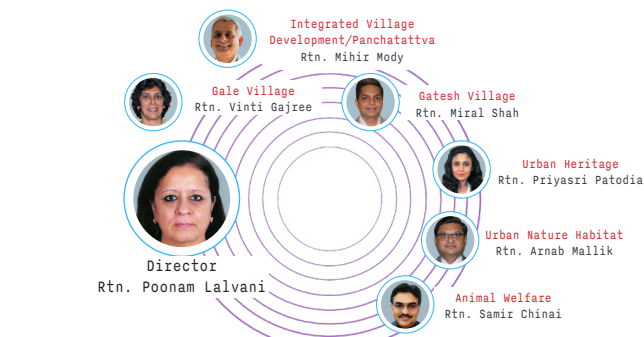 Integrated Village
Development/Panchatattva
Rtn. Mihir Mody
Gale Village
Rtn. Vinti Gajree
Gatesh Village
Rtn. Miral Shah
Urban Heritage
Rtn. Priyasri Patodia
Director
Rtn. Poonam Lalvani
Urban Nature Habitat
Rtn. Arnab Mallik
Animal Welfare
Rtn. Samir Chinai